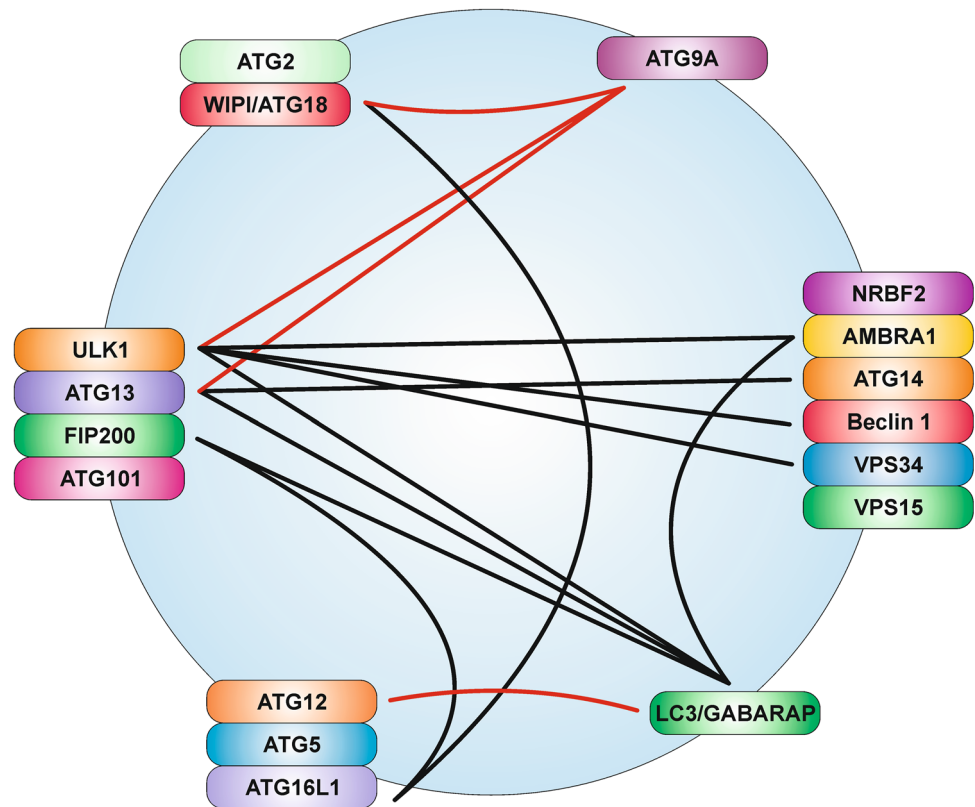 ATG2
WIPI/ATG18
ATG9A
ULK1
ATG13
FIP200
ATG101
NRBF2
AMBRA1
ATG14
Beclin 1
VPS34
VPS15
ATG12
ATG5
ATG16L1
LC3/GABARAP